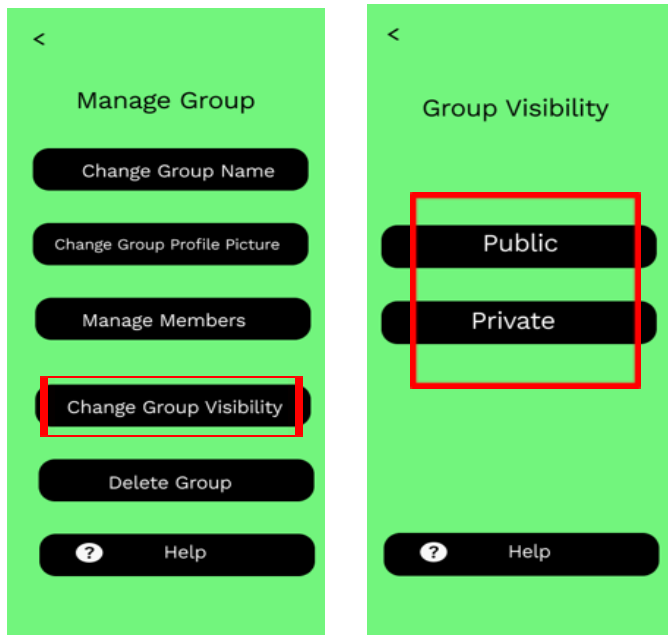 <
Manage Group
Change Group Name
Change Group Profile Picture
Manage Members
Change Group Visibility
Delete Group
? Help
<
Group Visibility
Public
Private
? Help